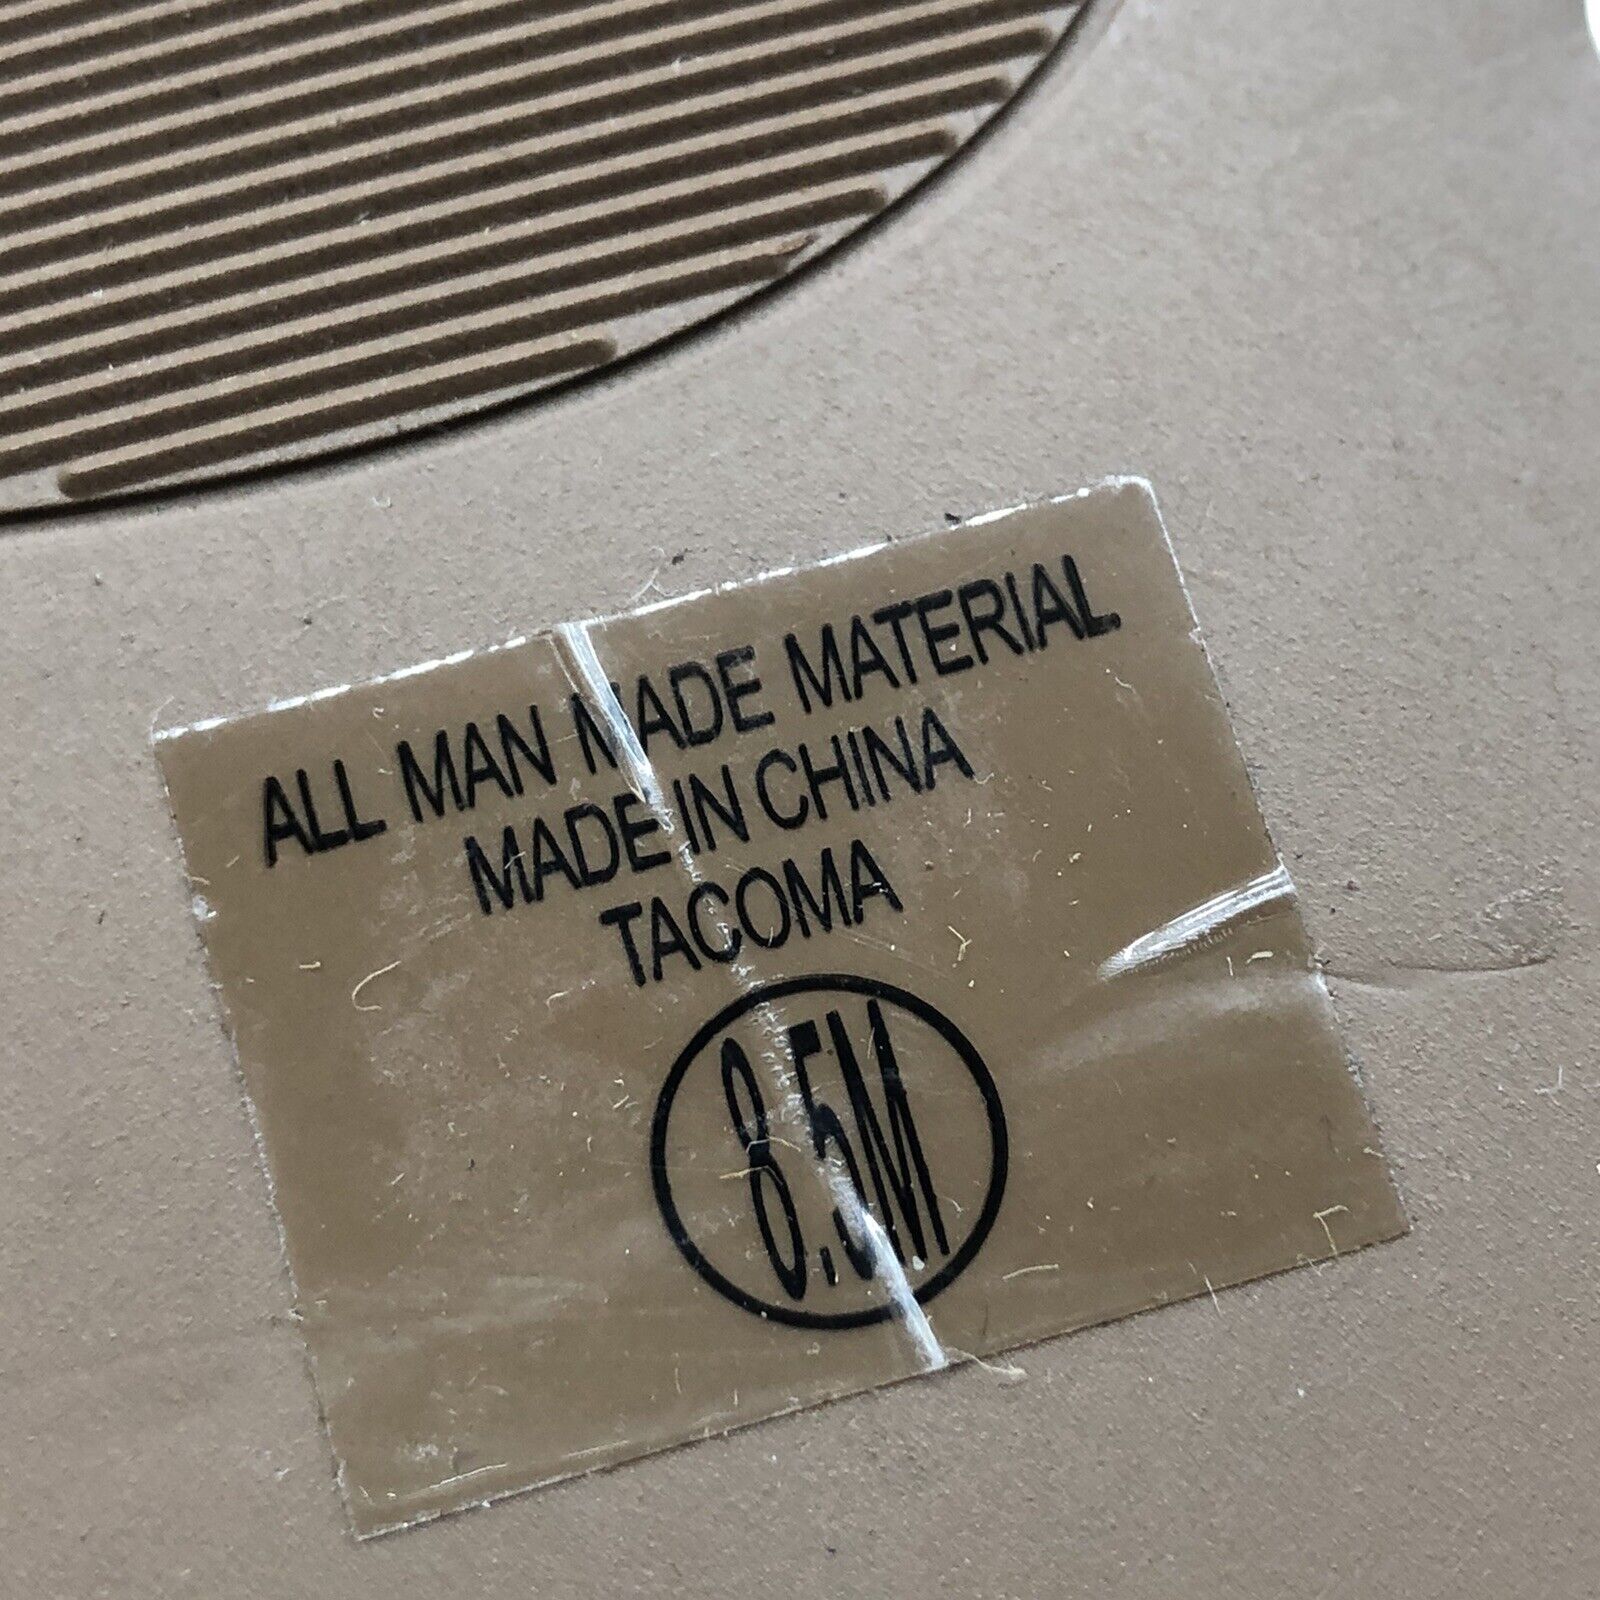 ALL MAN MADE MATERIAL
MADE IN CHINA
TACOMA
8.5M